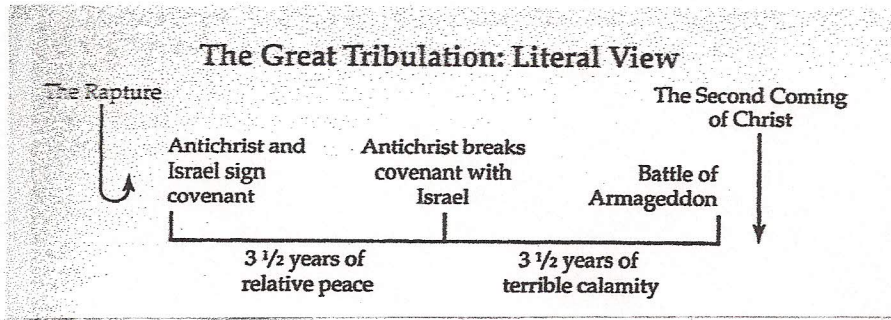 The Great Tribulation: Literal View
The Rapture
The Second Coming
of Christ
Antichrist and
Israel sign
covenant
Antichrist breaks
covenant with
Israel
Battle of
Armageddon
3 ½ years of
relative peace
3 ½ years of
terrible calamity